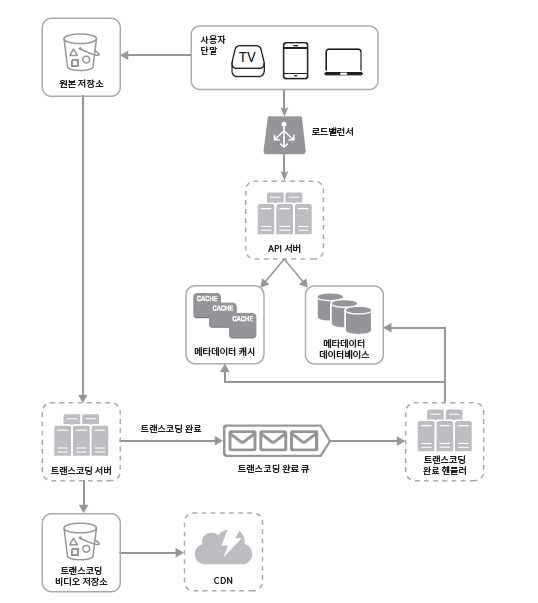 사용자
단말
TV
원본 저장소
로드밸런서
API 서버
CACHE
CACHE
CACHE
메타데이터 캐시
메타데이터
데이터베이스
트랜스코딩 서버
트랜스코딩 완료
트랜스코딩 완료 큐
트랜스코딩
완료 핸들러
트랜스코딩
비디오 저장소
CDN